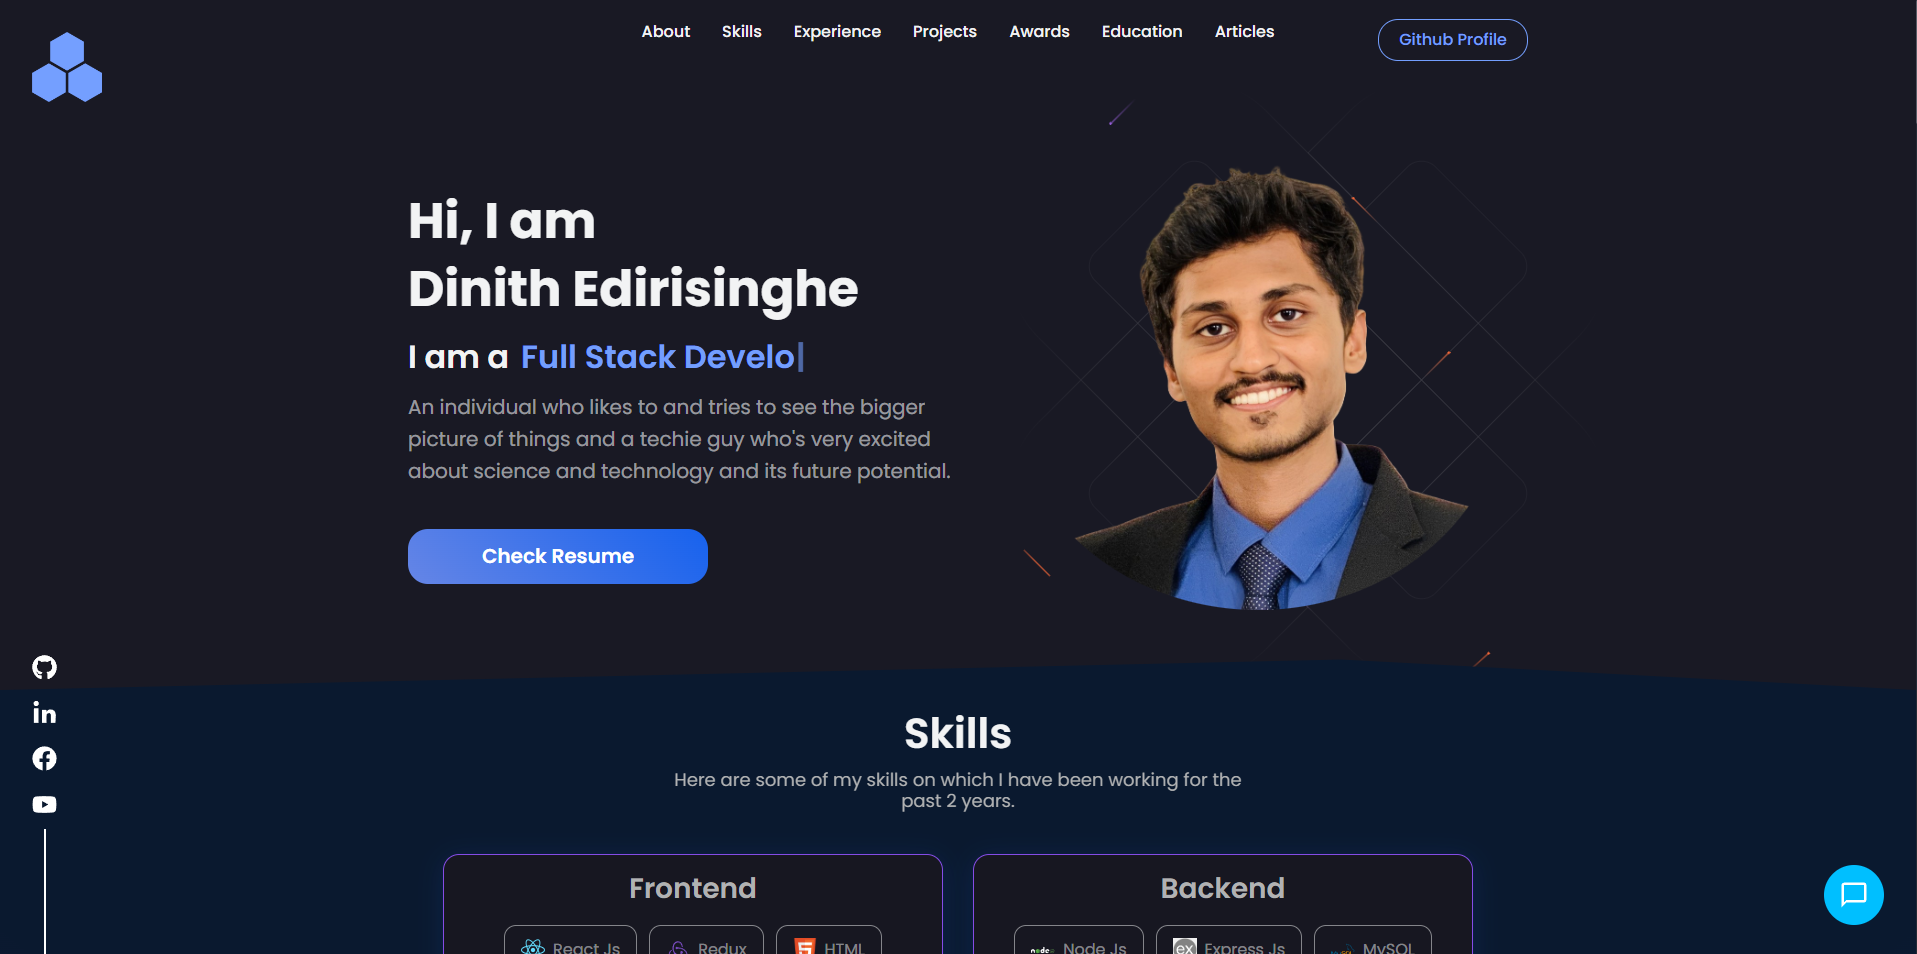 About Skills Experience Projects Awards Education Articles
Github Profile
Hi, I am
Dinith Edirisinghe
I am a Full Stack Develo|
An individual who likes to and tries to see the bigger
picture of things and a techie guy who's very excited
about science and technology and its future potential.
Check Resume
Skills
Here are some of my skills on which I have been working for the
past 2 years.
Frontend
React Js Redux HTML
Backend
Node Js Express Js MySQL